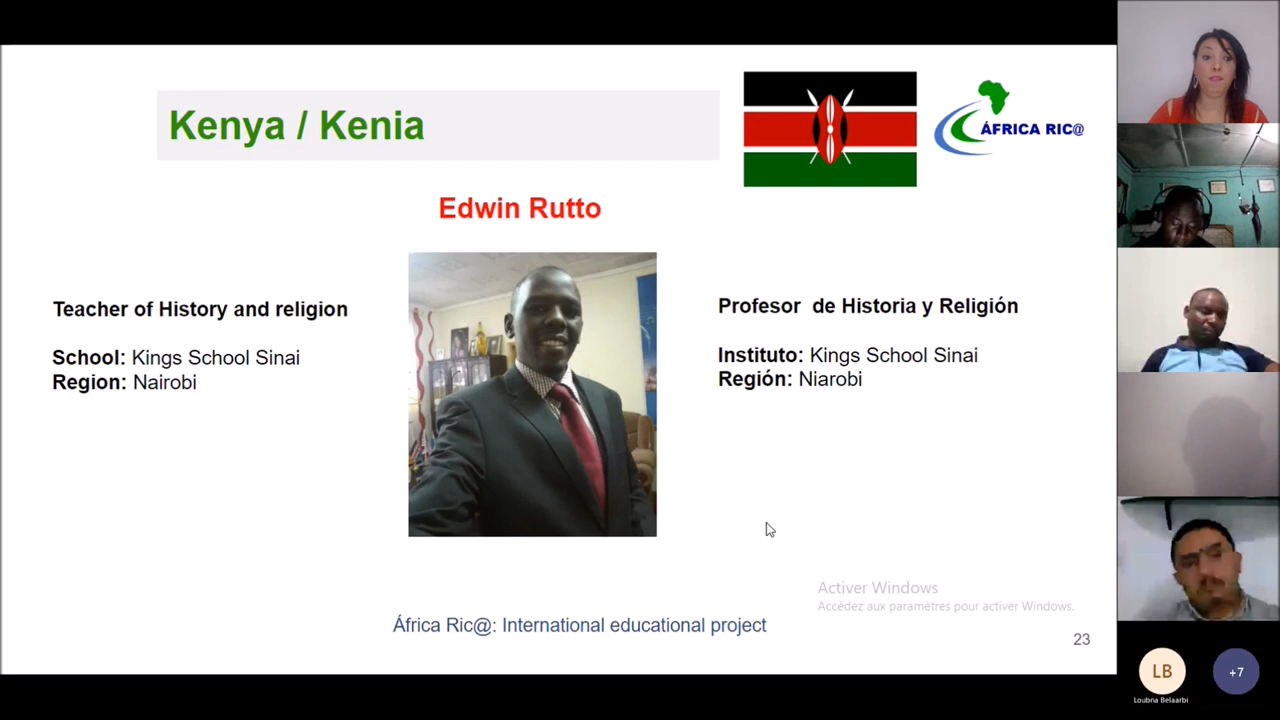 Kenya / Kenia
ÁFRICA RIC@
Edwin Rutto
Teacher of History and religion
School: Kings School Sinai
Region: Nairobi
Profesor de Historia y Religión
Instituto: Kings School Sinai
Región: Niarobi
Activer Windows
Accédez aux paramètres pour activer Windows.
África Ric@: International educational project
23
LB
Loubna Belaarbi
+7